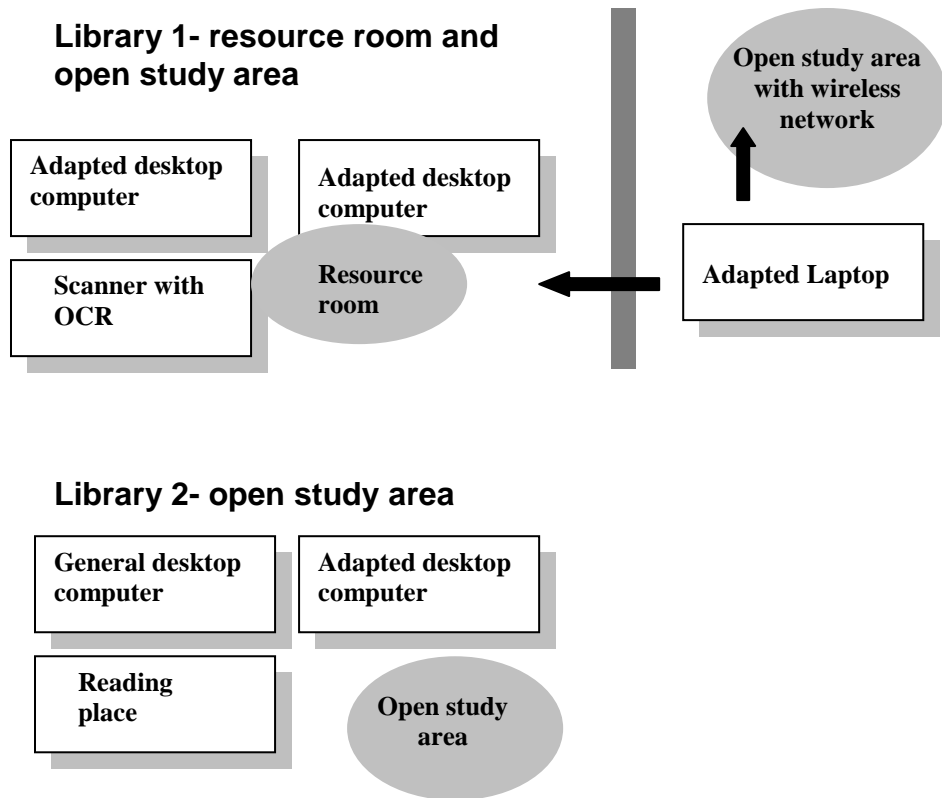 Library 1- resource room and
open study area
Open study area
with wireless
network
Adapted desktop
computer
Adapted desktop
computer
Adapted Laptop
Scanner with
OCR
Resource
room
Library 2- open study area
General desktop
computer
Adapted desktop
computer
Reading
place
Open study
area